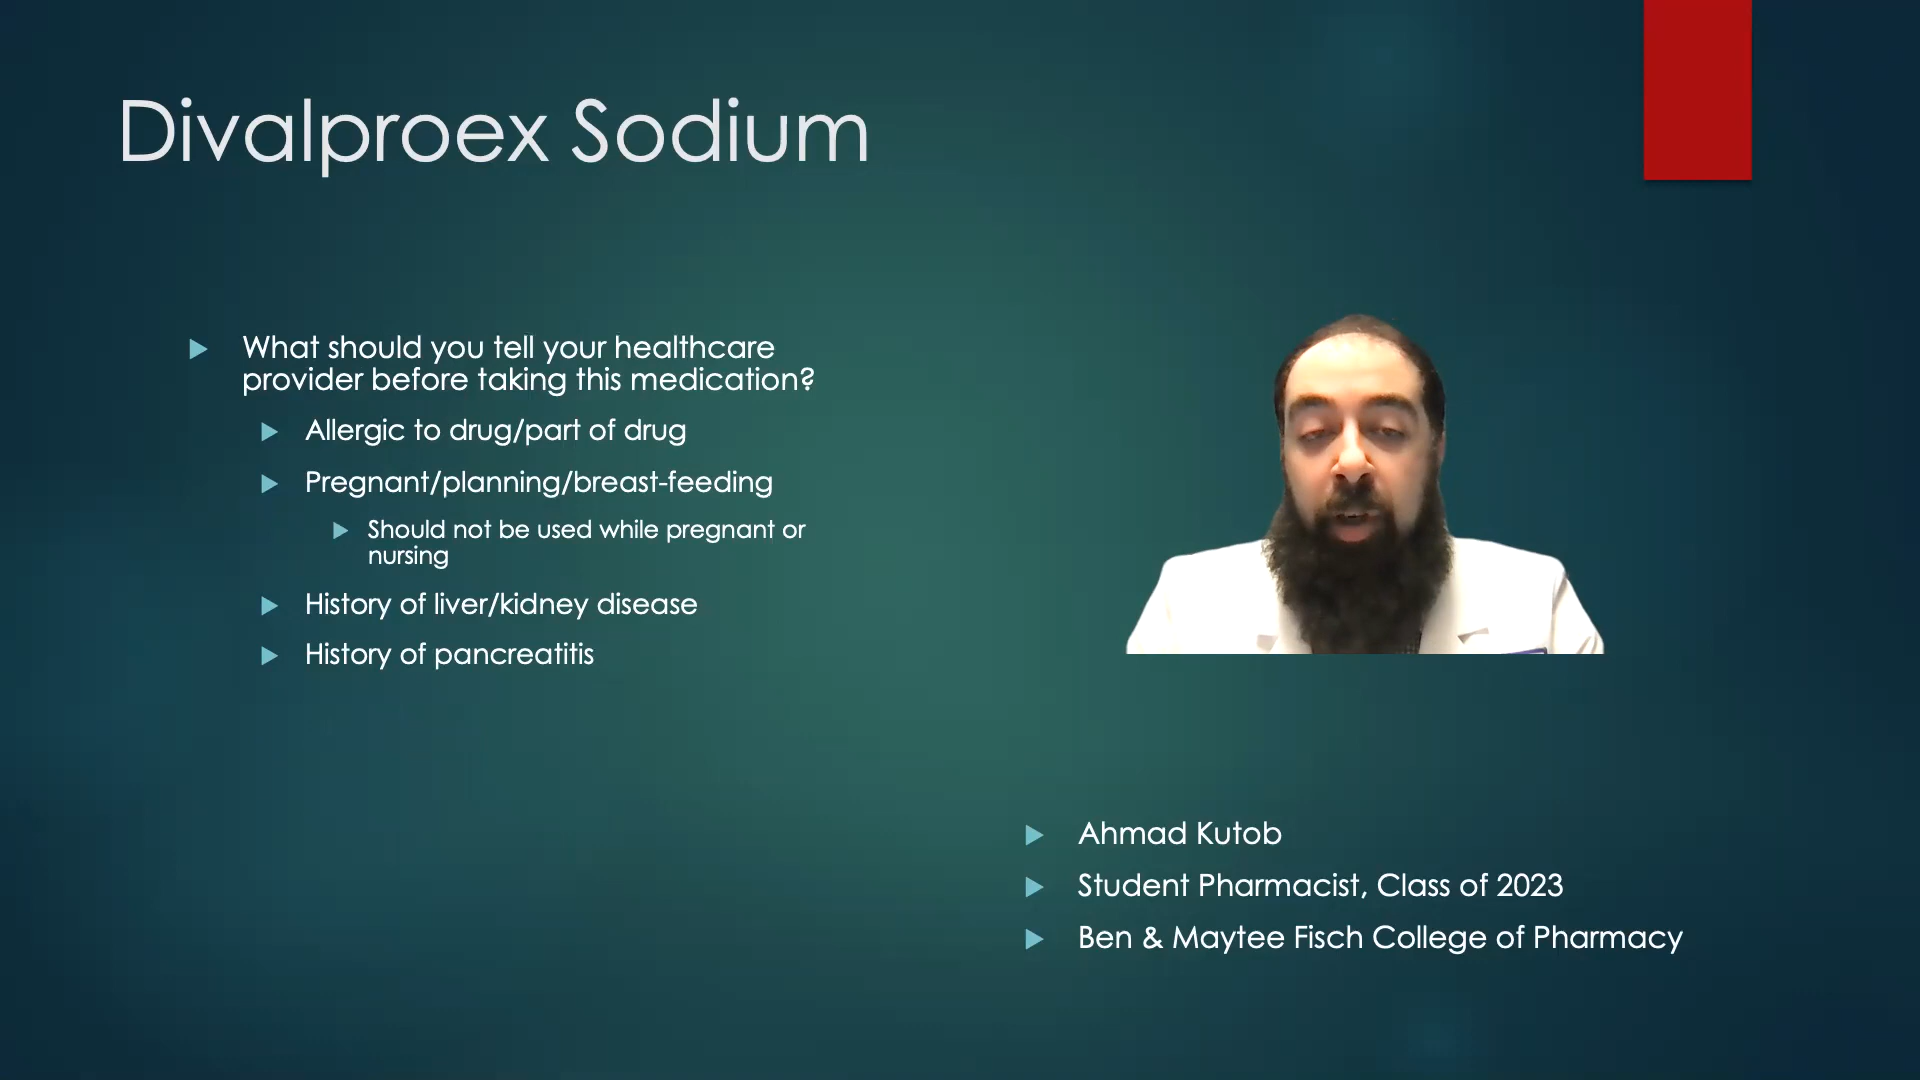 Divalproex Sodium
What should you tell your healthcare
provider before taking this medication?
Allergic to drug/part of drug
Pregnant/planning/breast-feeding
Should not be used while pregnant or
nursing
History of liver/kidney disease
History of pancreatitis
Ahmad Kutob
Student Pharmacist, Class of 2023
Ben & Maytee Fisch College of Pharmacy